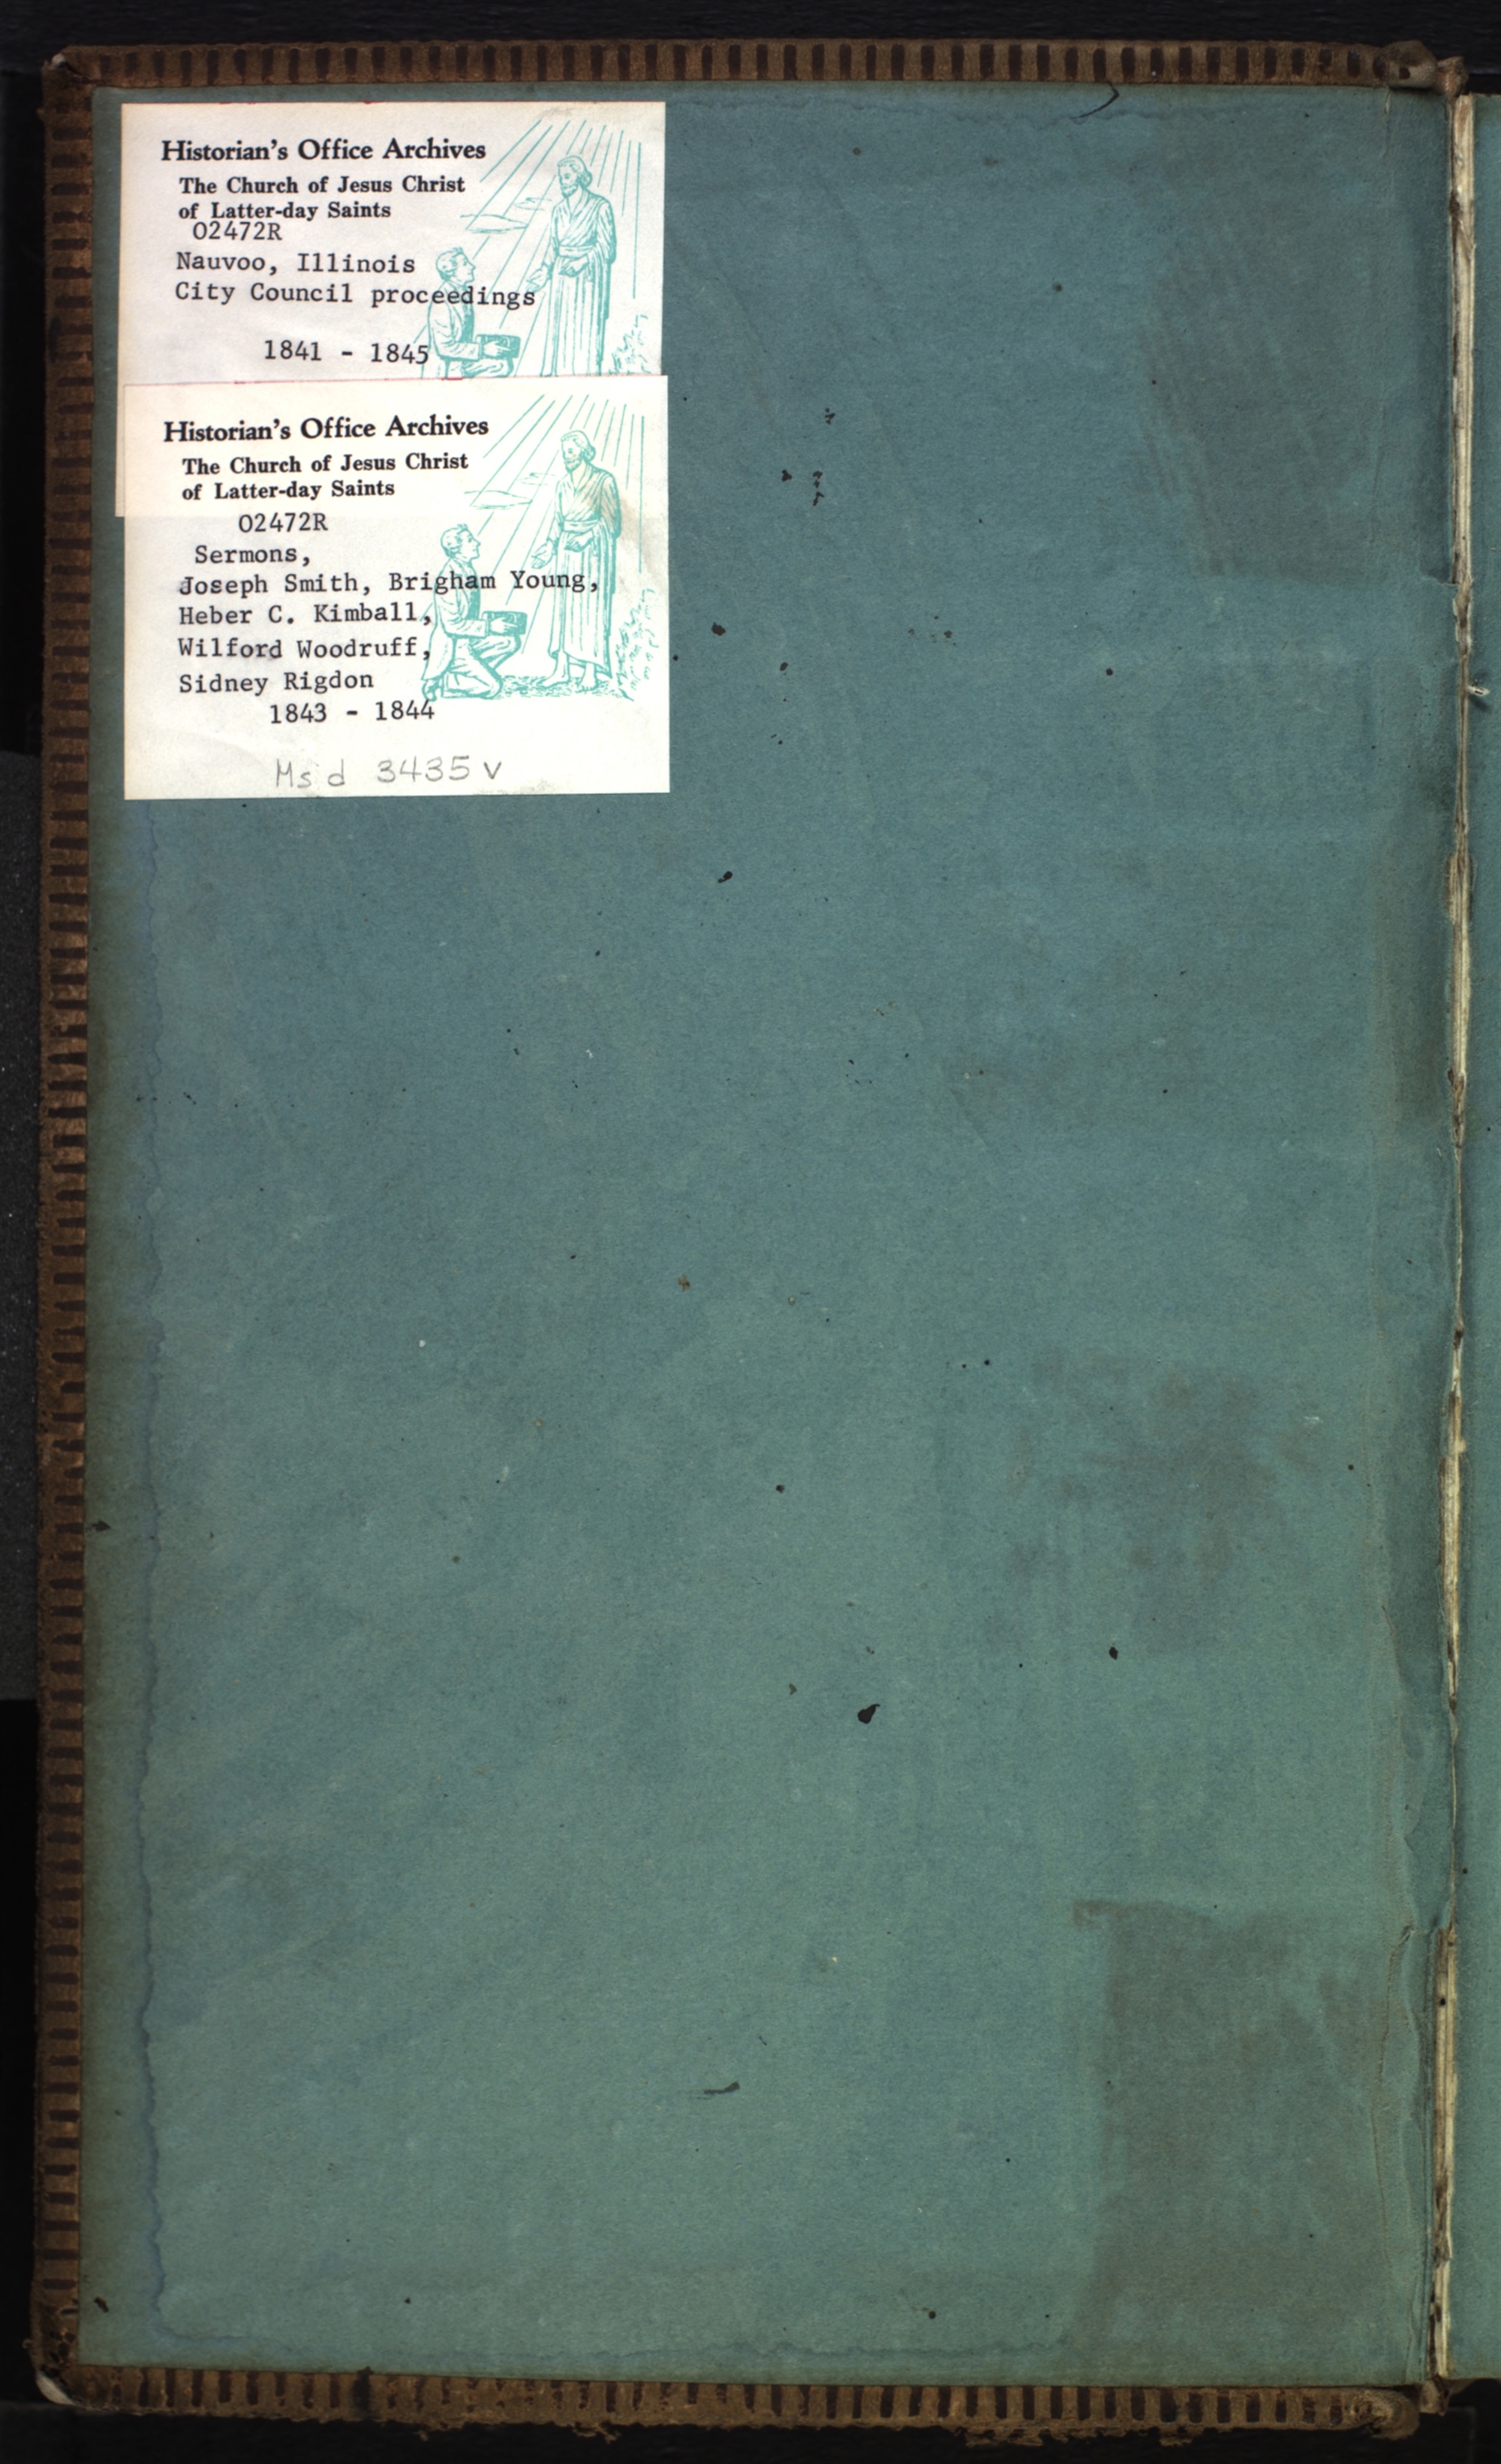 Historian's Office Archives
The Church of Jesus Christ
of Latter-day Saints
02472R
Nauvoo, Illinois
City Council proceedings
1841 - 1845
Historian's Office Archives
The Church of Jesus Christ
of Latter-day Saints
02472R
Sermons,
Joseph Smith, Brigham Young,
Heber C. Kimball,
Wilford Woodruff,
Sidney Rigdon
1843 - 1844
Ms d 3435 v